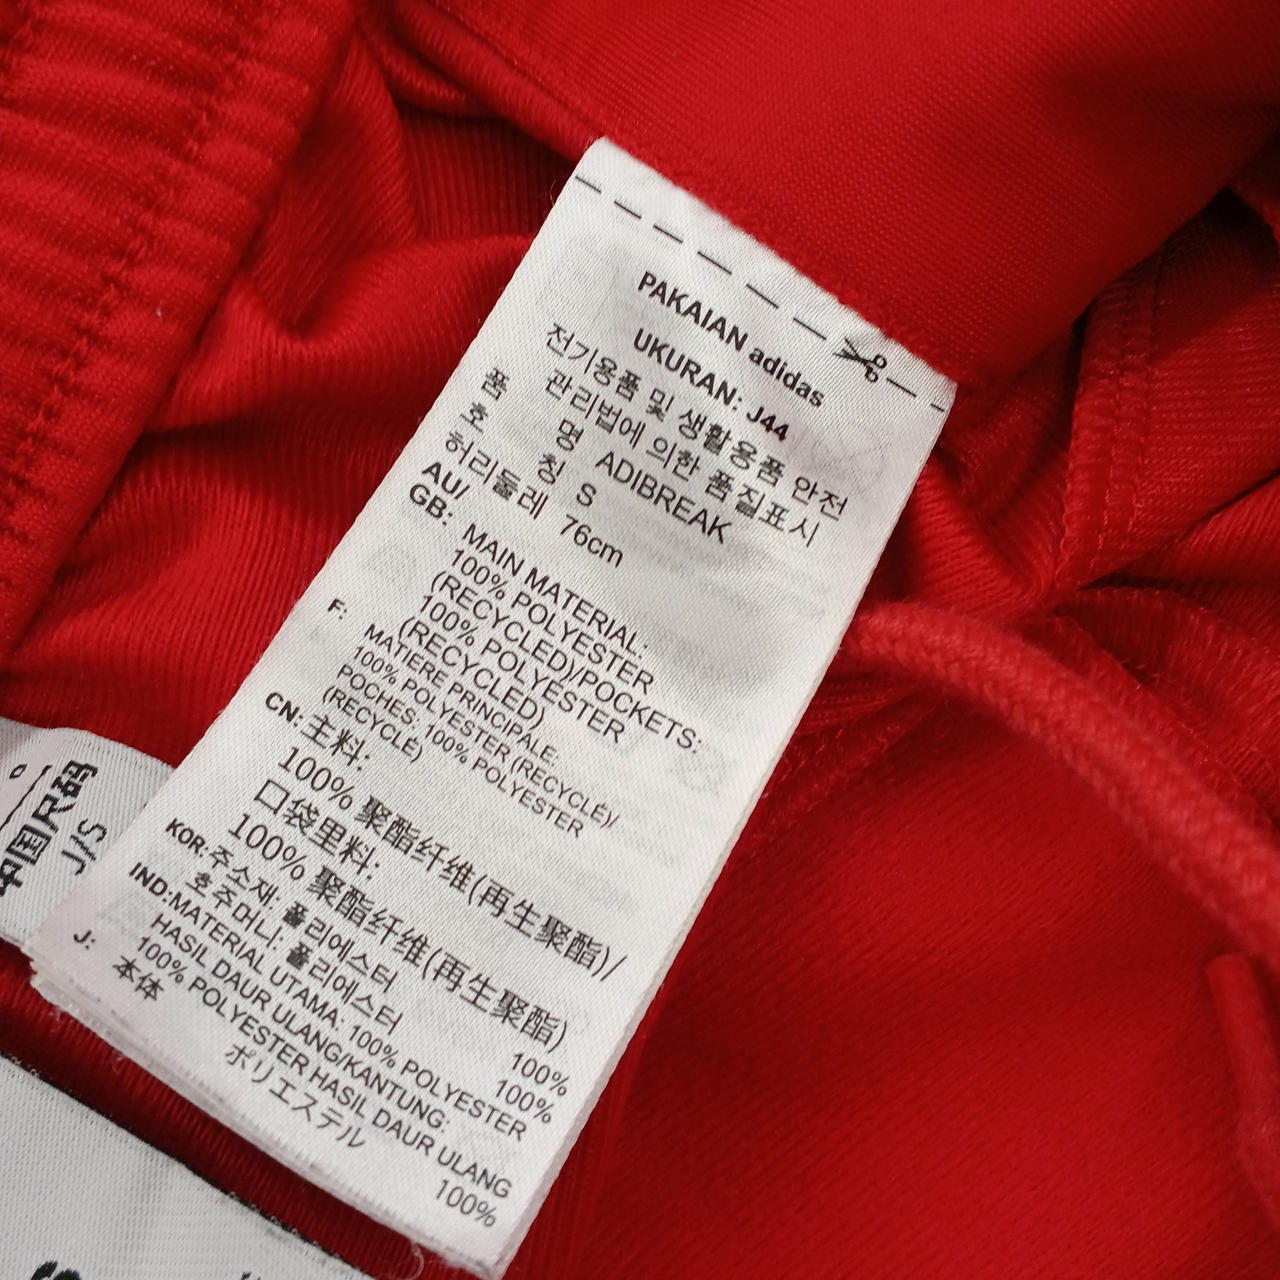 PAKAIAN adidas
UKURAN: J44
전기용품 및 생활용품 안전
관리법에 의한 품질표시
품 명 ADIBREAK
호 칭 S
허리둘레 76cm
AU/
GB: MAIN MATERIAL:
100% POLYESTER
(RECYCLED)/POCKETS:
100% POLYESTER
(RECYCLED)
F: MATIERE PRINCIPALE:
100% POLYESTER (RECYCLÉ)/
POCHES: 100% POLYESTER
(RECYCLÉ)
CN: 主料:
100% 聚酯纤维(再生聚酯)/
口袋里料:
100% 聚酯纤维(再生聚酯)
KOR: 주소재: 폴리에스터 100%
호주머니: 폴리에스터 100%
IND:MATERIAL UTAMA: 100% POLYESTER
HASIL DAUR ULANG/KANTUNG:
100% POLYESTER HASIL DAUR ULANG
J: 本体 ポリエステル 100%
中国尺码
J/S